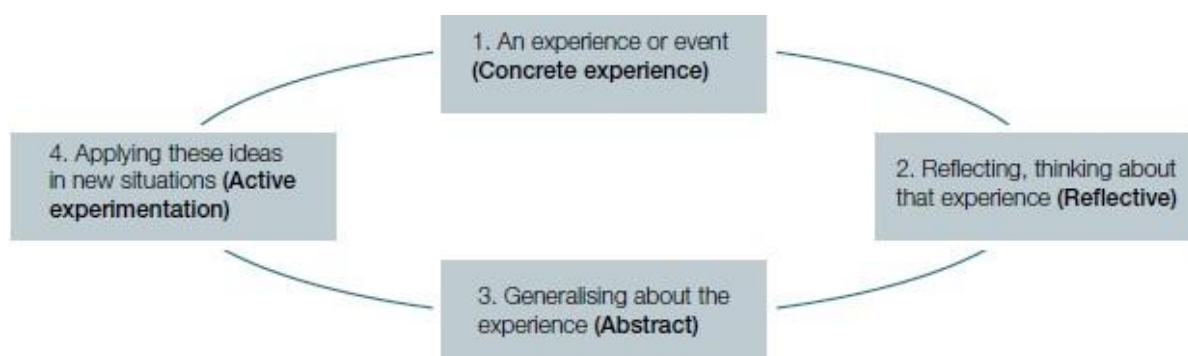 1. An experience or event
(Concrete experience)
2. Reflecting, thinking about
that experience (Reflective)
3. Generalising about the
experience (Abstract)
4. Applying these ideas
in new situations (Active
experimentation)